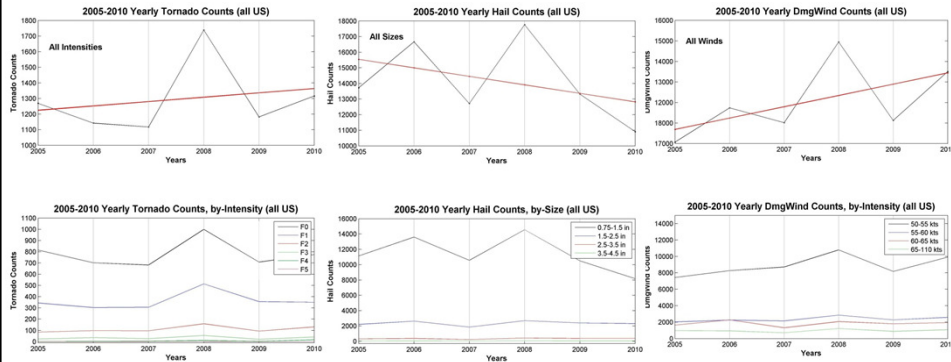 2005-2010 Yearly Tornado Counts (all US)
1800
1700
1600
1500
1400
1300
1200
1100
1000
All Intensities
Tornado Counts
2005 2006 2007 2008 2009 2010
Years
2005-2010 Yearly Hail Counts (all US)
18000
17000
16000
15000
14000
13000
12000
11000
10000
All Sizes
Hail Counts
2005 2006 2007 2008 2009 2010
Years
2005-2010 Yearly DmgWind Counts (all US)
16000
15000
13000
12000
18000
17000
All Winds
DmgWind Counts
2005 2006 2007 2008 2009 201
Years
2005-2010 Yearly Tornado Counts, by-Intensity (all US)
1100
1000
900
800
700
600
500
400
300
200
100
0
F0
F1
F2
F3
F4
F5
Tornado Counts
2005 2006 2007 2008 2009 2010
Years
2005-2010 Yearly Hail Counts, by-Size (all US)
16000
14000
12000
10000
8000
6000
4000
2000
0
0.75-1.5 in
1.5-2.5 in
2.5-3.5 in
3.5-4.5 in
Hail Counts
2005 2006 2007 2008 2009 2010
Years
2005-2010 Yearly DmgWind Counts, by-Intensity (all US)
14000
12000
10000
8000
6000
4000
2000
0
50-55 kts
55-60 kts
60-65 kts
65-110 kts
DmgWind Counts
2005 2006 2007 2008 2009 201
Years